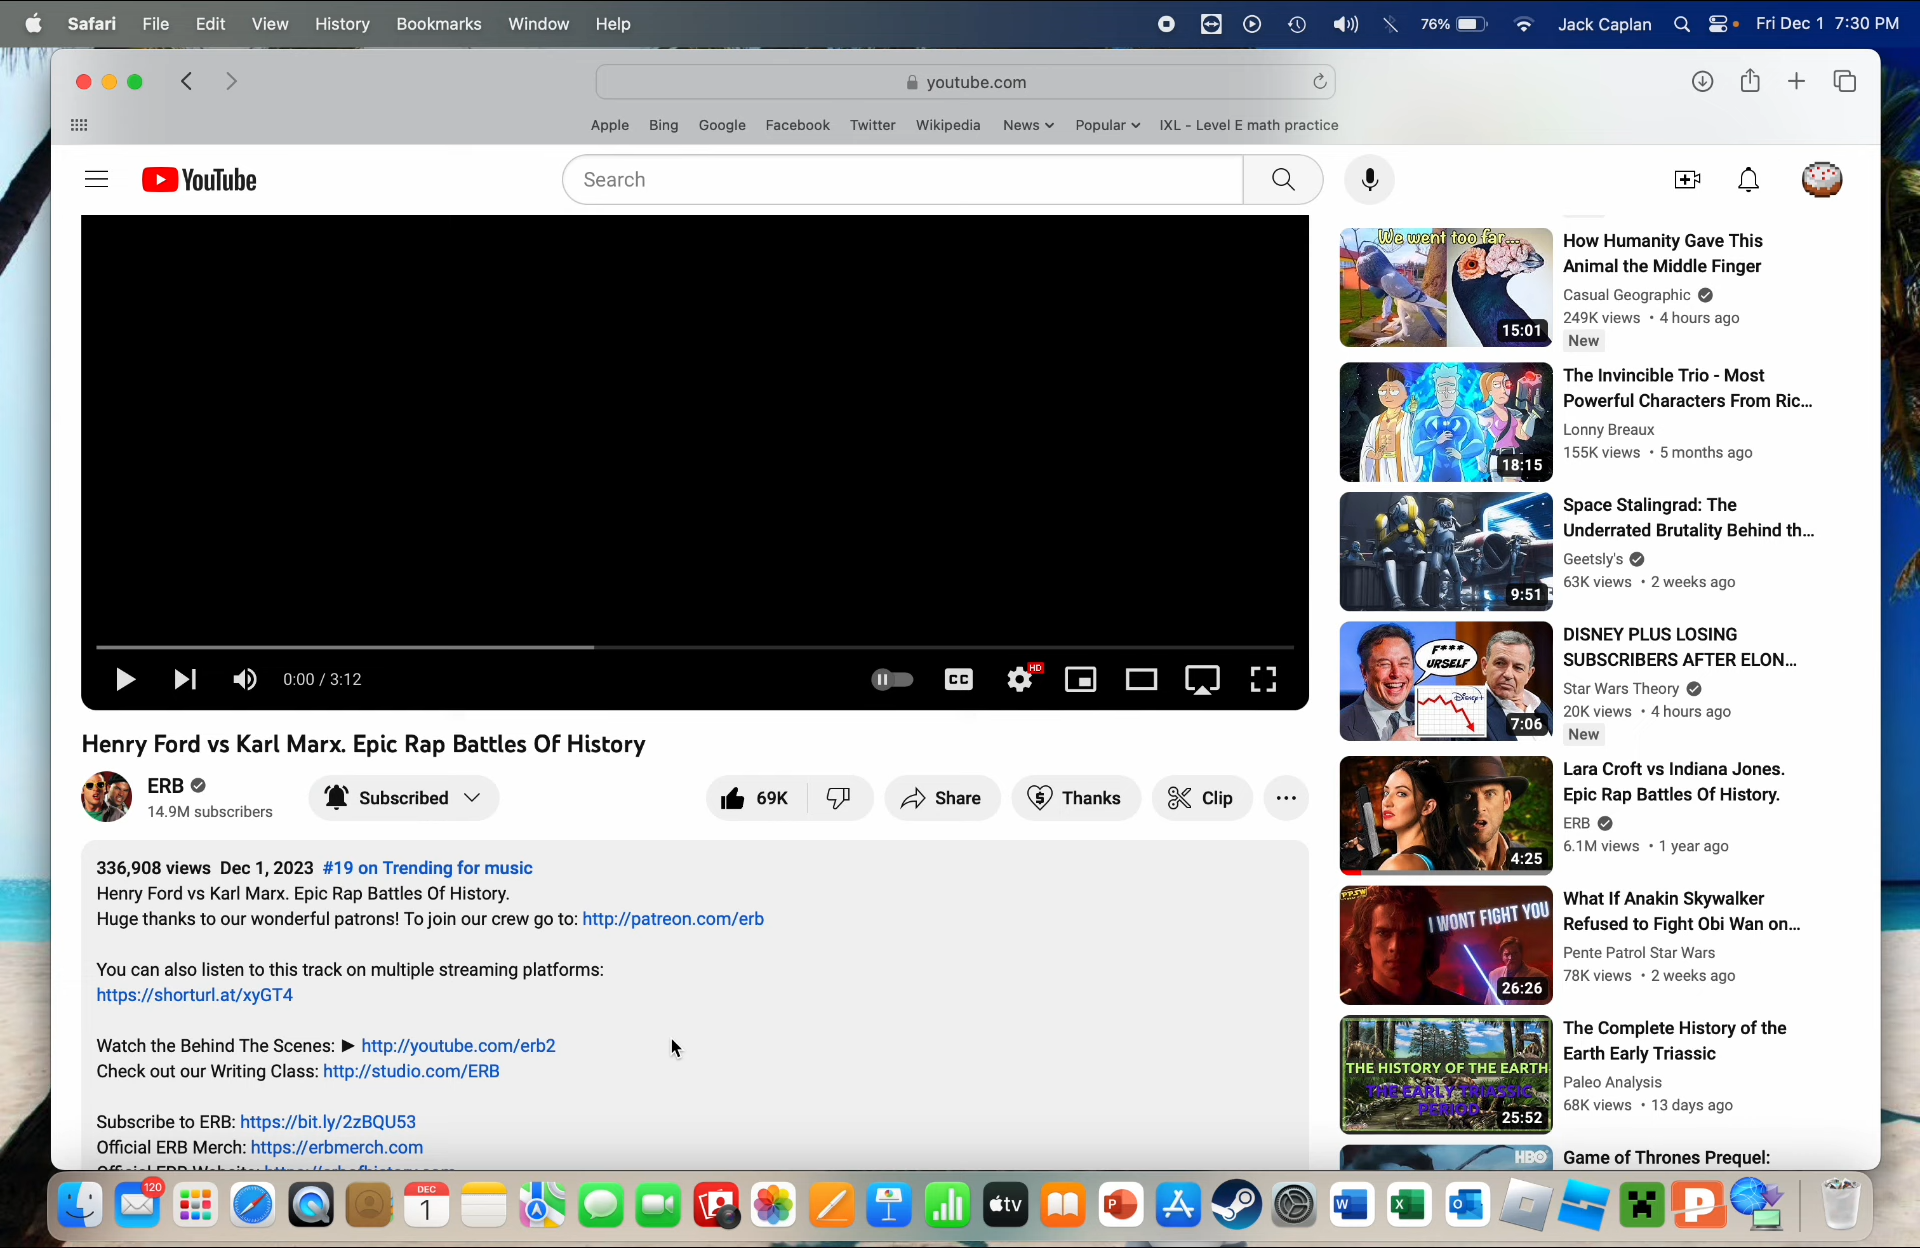 Safari File Edit View History Bookmarks Window Help
76% Jack Caplan Fri Dec 1 7:30 PM
youtube.com
Apple Bing Google Facebook Twitter Wikipedia News Popular IXL - Level E math practice
YouTube
Search
0:00 / 3:12
CC
HD
Henry Ford vs Karl Marx. Epic Rap Battles Of History
ERB
14.9M subscribers
Subscribed
69K
Share
Thanks
Clip
336,908 views Dec 1, 2023 #19 on Trending for music
Henry Ford vs Karl Marx. Epic Rap Battles Of History.
Huge thanks to our wonderful patrons! To join our crew go to: http://patreon.com/erb
You can also listen to this track on multiple streaming platforms:
https://shorturl.at/xyGT4
Watch the Behind The Scenes: ► http://youtube.com/erb2
Check out our Writing Class: http://studio.com/ERB
Subscribe to ERB: https://bit.ly/2zBQU53
Official ERB Merch: https://erbmerch.com
We went too far...
15:01
How Humanity Gave This
Animal the Middle Finger
Casual Geographic
249K views • 4 hours ago
New
18:15
The Invincible Trio - Most
Powerful Characters From Ric...
Lonny Breaux
155K views • 5 months ago
9:51
Space Stalingrad: The
Underrated Brutality Behind th...
Geetsly's
63K views • 2 weeks ago
F***
URSELF
Disney+
7:06
DISNEY PLUS LOSING
SUBSCRIBERS AFTER ELON...
Star Wars Theory
20K views • 4 hours ago
New
4:25
Lara Croft vs Indiana Jones.
Epic Rap Battles Of History.
ERB
6.1M views • 1 year ago
PPSW
I WONT FIGHT YOU
26:26
What If Anakin Skywalker
Refused to Fight Obi Wan on...
Pente Patrol Star Wars
78K views • 2 weeks ago
THE HISTORY OF THE EARTH
THE EARLY TRIASSIC
PERIOD
25:52
The Complete History of the
Earth Early Triassic
Paleo Analysis
68K views • 13 days ago
HBO
Game of Thrones Prequel:
120
DEC
1
tv
P
W
X
O
P